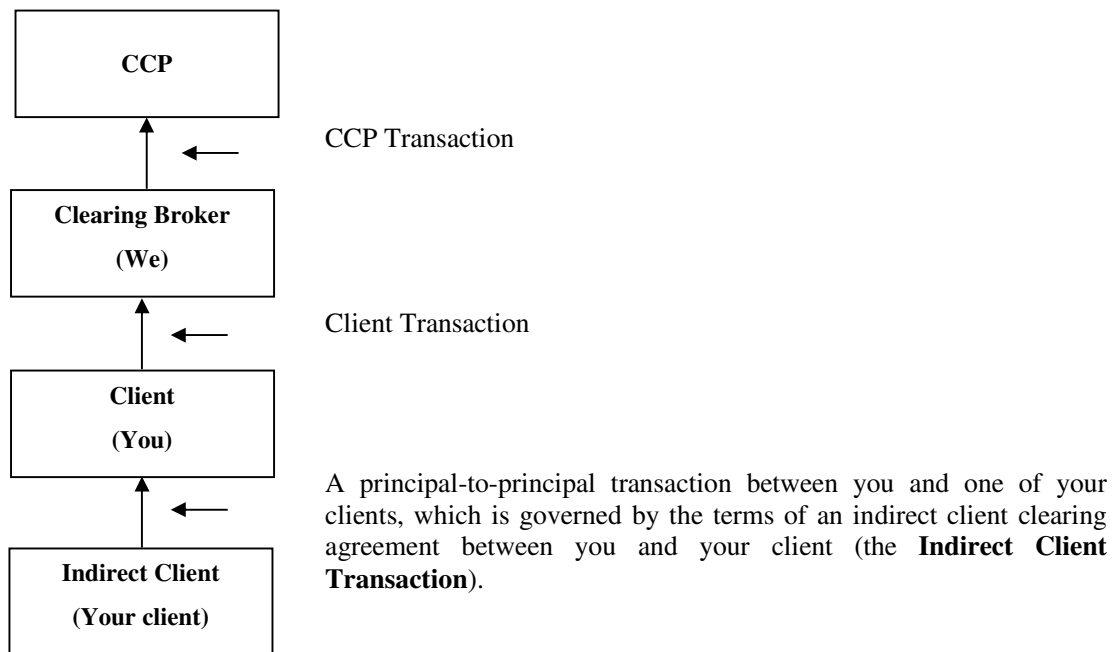 CCP
CCP Transaction
Clearing Broker
(We)
Client Transaction
Client
(You)
A principal-to-principal transaction between you and one of your
clients, which is governed by the terms of an indirect client clearing
agreement between you and your client (the Indirect Client
Transaction).
Indirect Client
(Your client)